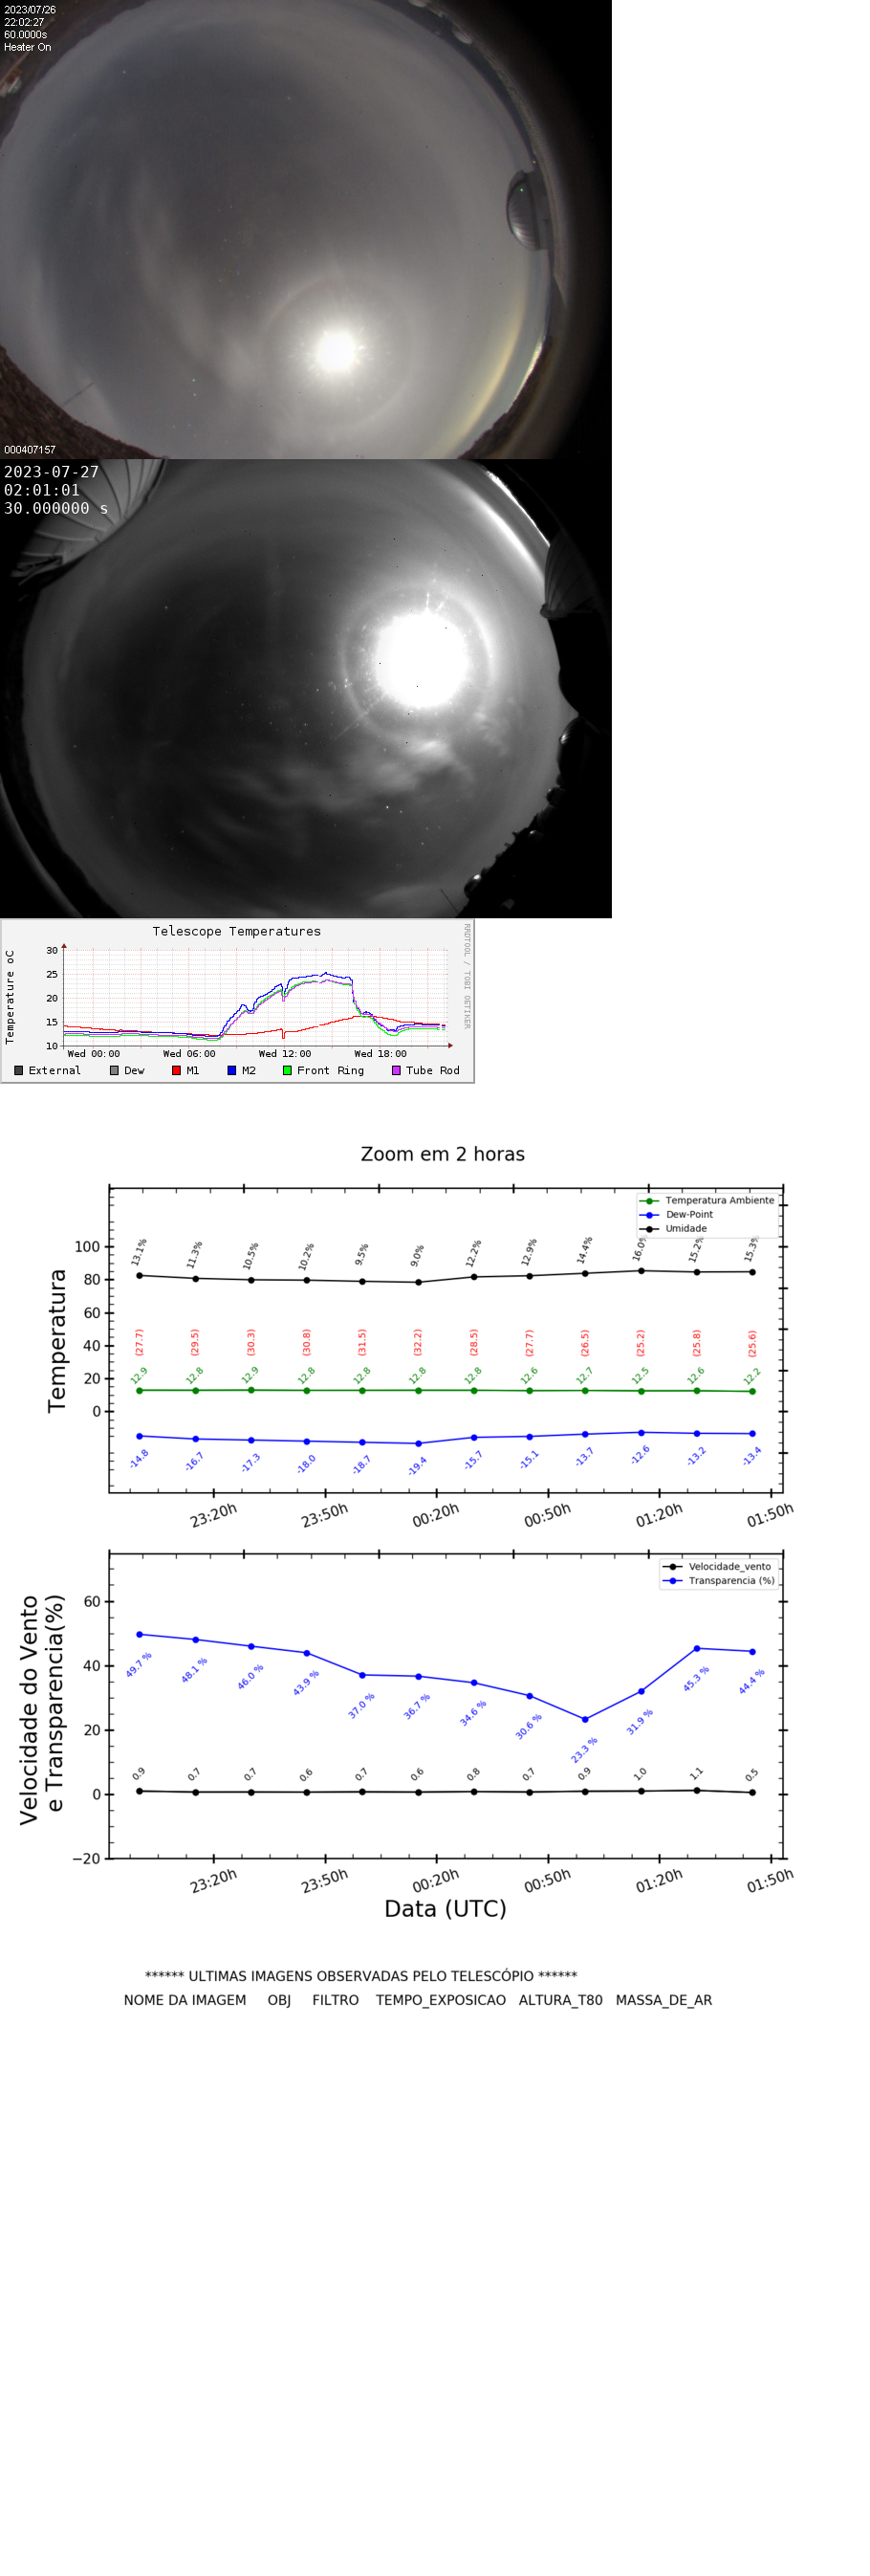 2023/07/26
22:02:27
60.0000s
Heater On
000407157
2023-07-27
02:01:01
30.000000 s
Telescope Temperatures
RRDTOOL / TOBI OETIKER
Temperature oC
30
25
20
15
10
Wed 00:00 Wed 06:00 Wed 12:00 Wed 18:00
External Dew M1 M2 Front Ring Tube Rod
Zoom em 2 horas
Temperatura Ambiente
Dew-Point
Umidade
Temperatura
100
80
60
40
20
0
13.1% 11.3% 10.5% 10.2% 9.5% 9.0% 12.2% 12.9% 14.4% 16.0% 15.2% 15.3%
(27.7) (29.5) (30.3) (30.8) (31.5) (32.2) (28.5) (27.7) (26.5) (25.2) (25.8) (25.6)
12.9 12.8 12.9 12.8 12.8 12.8 12.8 12.6 12.7 12.5 12.6 12.2
-14.8 -16.7 -17.3 -18.0 -18.7 -19.4 -15.7 -15.1 -13.7 -12.6 -13.2 -13.4
23:20h 23:50h 00:20h 00:50h 01:20h 01:50h
Velocidade_vento
Transparencia (%)
Velocidade do Vento
e Transparencia(%)
60
40
20
0
−20
49.7 % 48.1 % 46.0 % 43.9 % 37.0 % 36.7 % 34.6 % 30.6 % 23.3 % 31.9 % 45.3 % 44.4 %
0.9 0.7 0.7 0.6 0.7 0.6 0.8 0.7 0.9 1.0 1.1 0.5
23:20h 23:50h 00:20h 00:50h 01:20h 01:50h
Data (UTC)
****** ULTIMAS IMAGENS OBSERVADAS PELO TELESCÓPIO ******
NOME DA IMAGEM OBJ FILTRO TEMPO_EXPOSICAO ALTURA_T80 MASSA_DE_AR